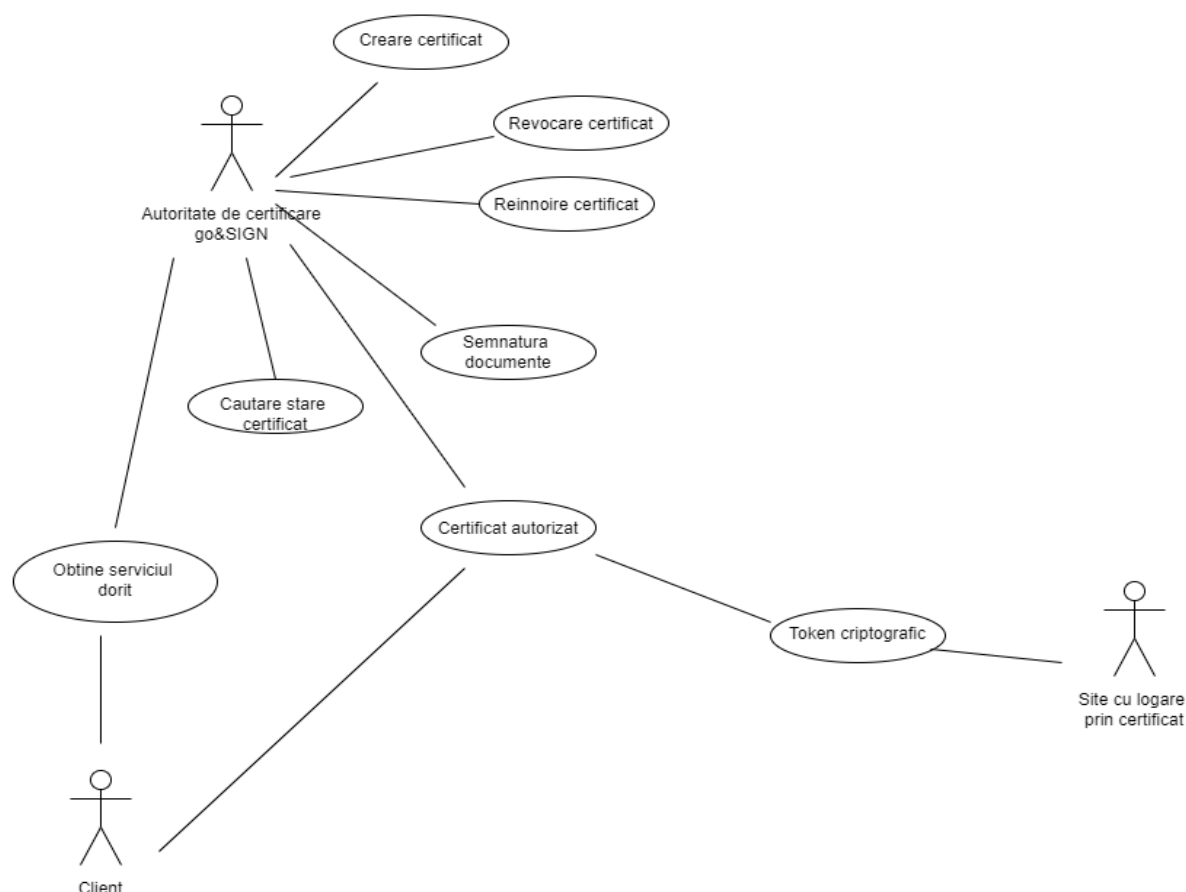 Creare certificat
Revocare certificat
Reinnoire certificat
Autoritate de certificare
go&SIGN
Semnatura
documente
Cautare stare
certificat
Certificat autorizat
Obtine serviciul
dorit
Token criptografic
Site cu logare
prin certificat
Client